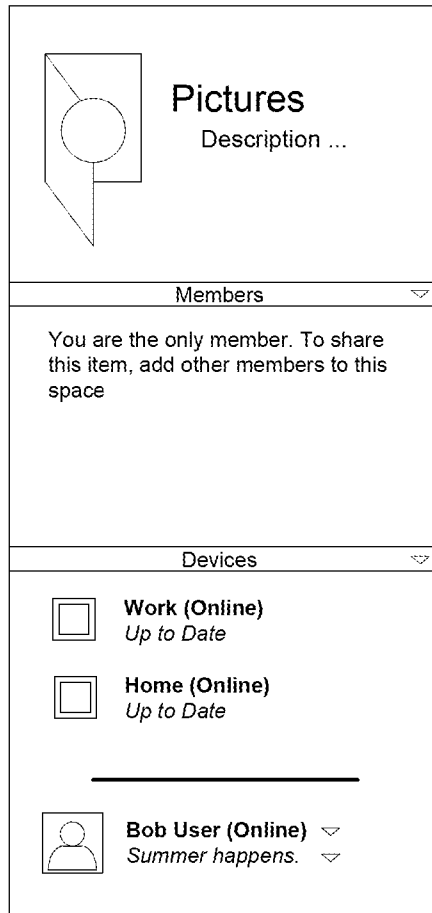 Pictures
Description ...
Members
You are the only member. To share
this item, add other members to this
space
Devices
Work (Online)
Up to Date
Home (Online)
Up to Date
Bob User (Online)
Summer happens.